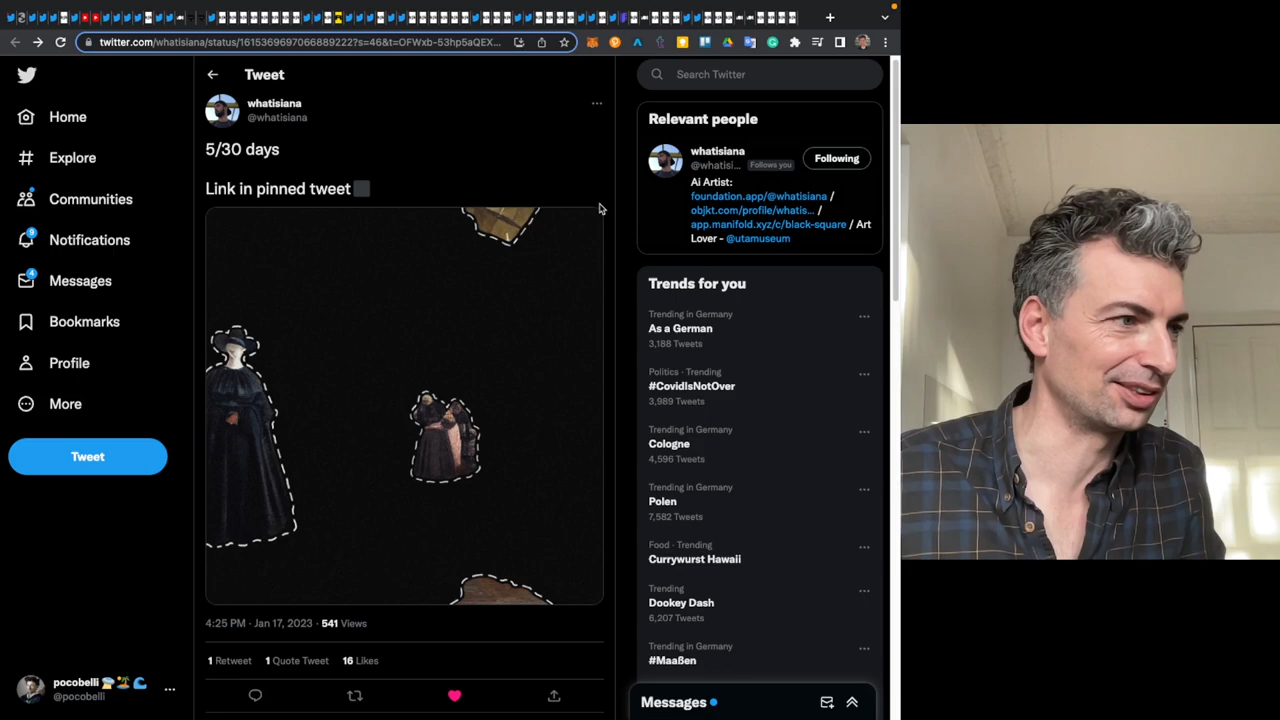 twitter.com/whatisiana/status/1615369697066889222?s=46&t=OFWxb-53hp5aQEX...
Tweet
Search Twitter
Home
Explore
Communities
9
Notifications
4
Messages
Bookmarks
Profile
More
Tweet
pocobelli
@pocobelli
whatisiana
@whatisiana
5/30 days
Link in pinned tweet
4:25 PM · Jan 17, 2023 · 541 Views
1 Retweet 1 Quote Tweet 16 Likes
Relevant people
whatisiana
@whatisi... Follows you
Following
Ai Artist:
foundation.app/@whatisiana /
objkt.com/profile/whatis... /
app.manifold.xyz/c/black-square / Art
Lover - @utamuseum
Trends for you
Trending in Germany
As a German
3,188 Tweets
Politics · Trending
#CovidIsNotOver
3,989 Tweets
Trending in Germany
Cologne
4,596 Tweets
Trending in Germany
Polen
7,582 Tweets
Food · Trending
Currywurst Hawaii
Trending
Dookey Dash
6,207 Tweets
Trending in Germany
#Maaßen
Messages